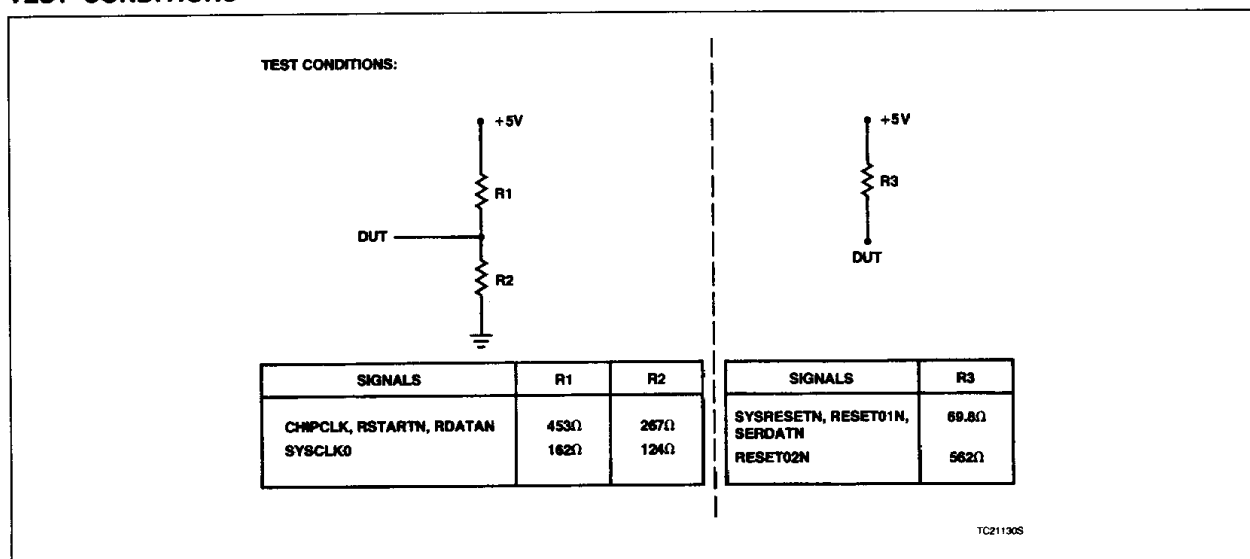 TEST CONDITIONS:
+5V
R1
DUT
R2
+5V
R3
DUT
SIGNALS R1 R2
CHIPCLK, RSTARTN, RDATAN 453Ω 267Ω
SYSCLK0 162Ω 124Ω
SIGNALS R3
SYSRESETN, RESET01N, 69.8Ω
SERDATN
RESET02N 562Ω
TC21130S